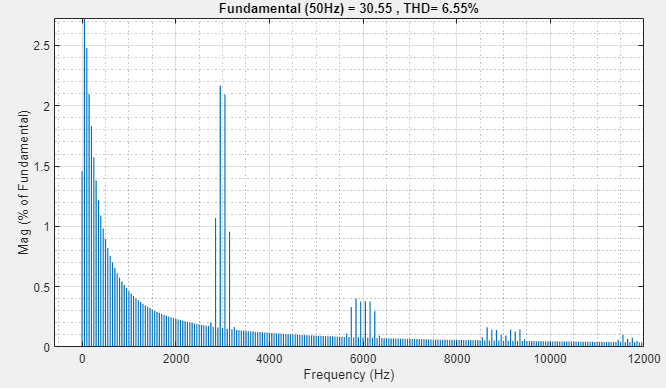 Fundamental (50Hz) = 30.55 , THD= 6.55%
2.5
2
1.5
1
0.5
0
Mag (% of Fundamental)
0 2000 4000 6000 8000 10000 12000
Frequency (Hz)